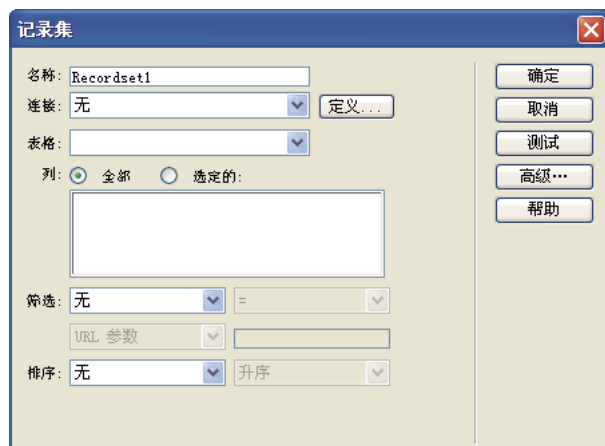 记录集
名称: Recordset1
连接: 无 定义...
表格:
列: 全部 选定的:
筛选: 无 =
URL 参数
排序: 无 升序
确定
取消
测试
高级…
帮助